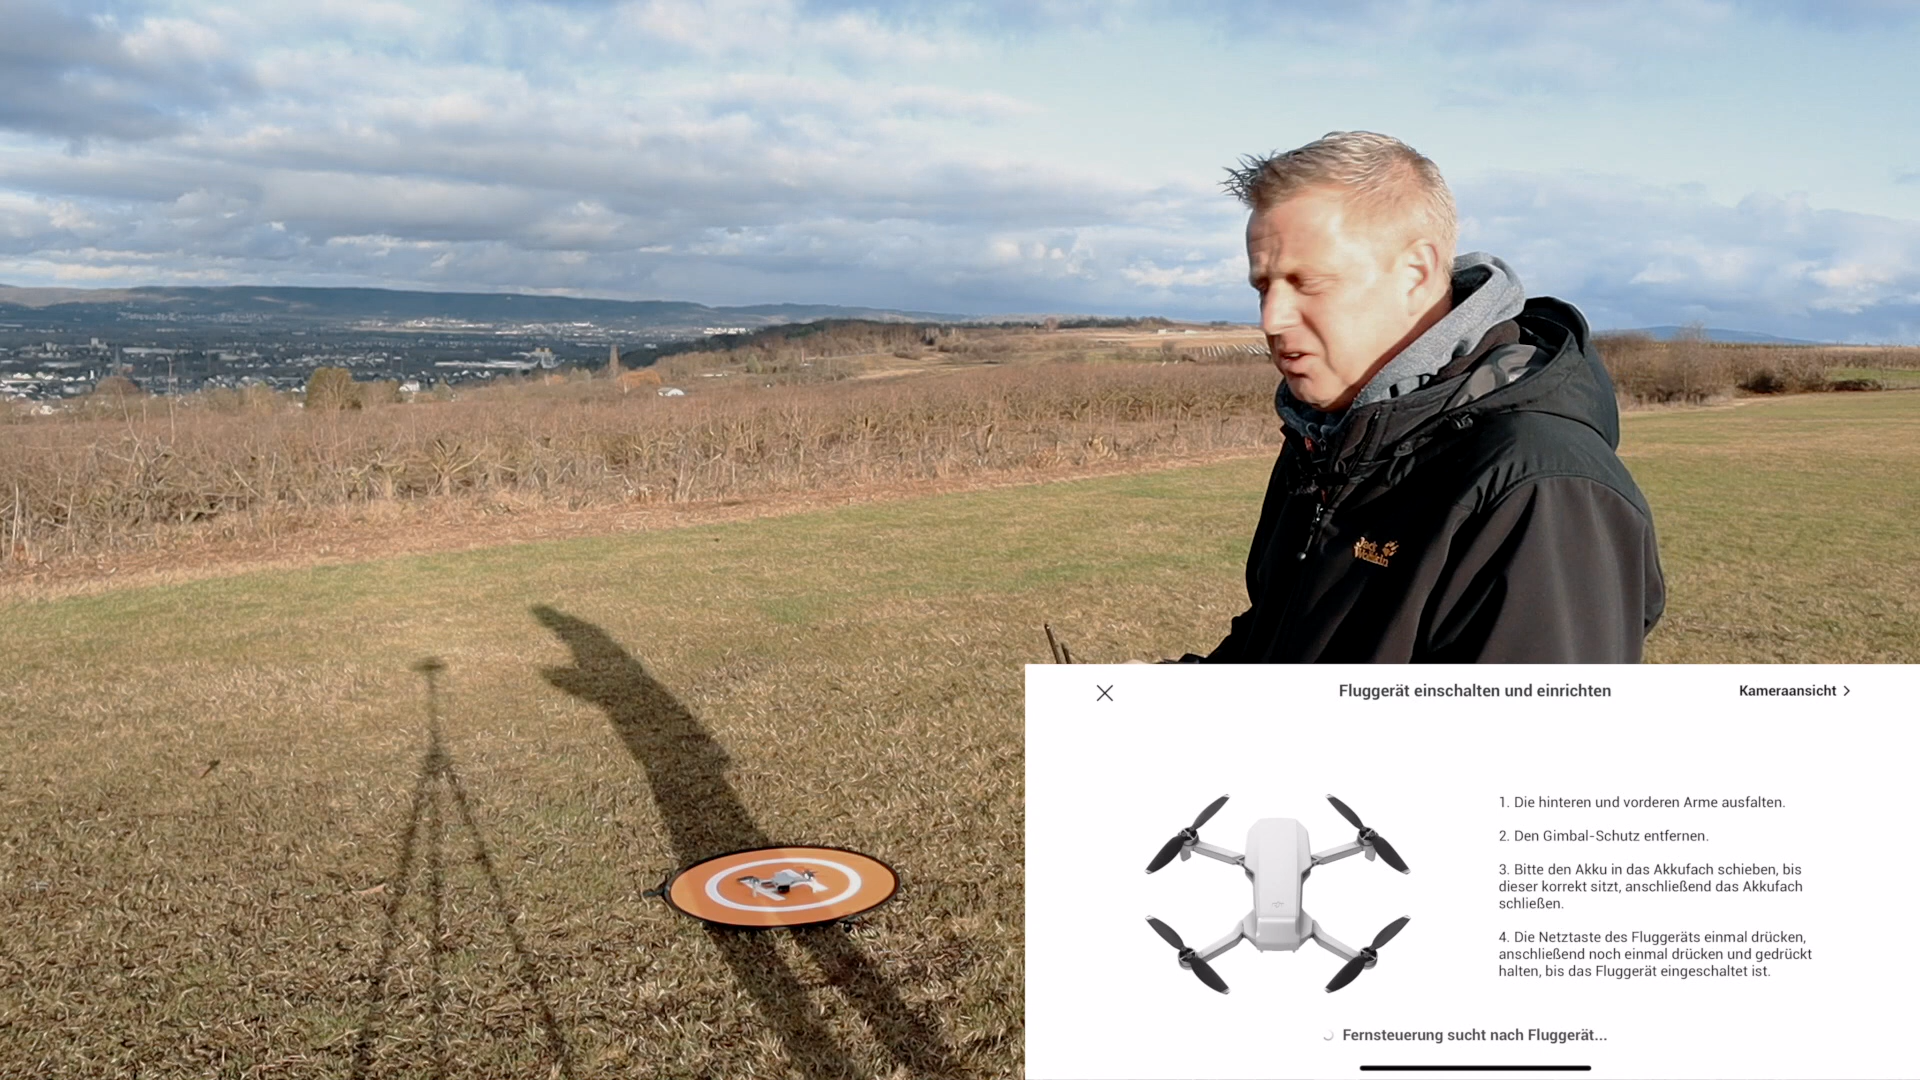 Jack
Wolfskin
Fluggerät einschalten und einrichten
Kameraansicht
1. Die hinteren und vorderen Arme ausfalten.
2. Den Gimbal-Schutz entfernen.
3. Bitte den Akku in das Akkufach schieben, bis
dieser korrekt sitzt, anschließend das Akkufach
schließen.
4. Die Netztaste des Fluggeräts einmal drücken,
anschließend noch einmal drücken und gedrückt
halten, bis das Fluggerät eingeschaltet ist.
Fernsteuerung sucht nach Fluggerät...